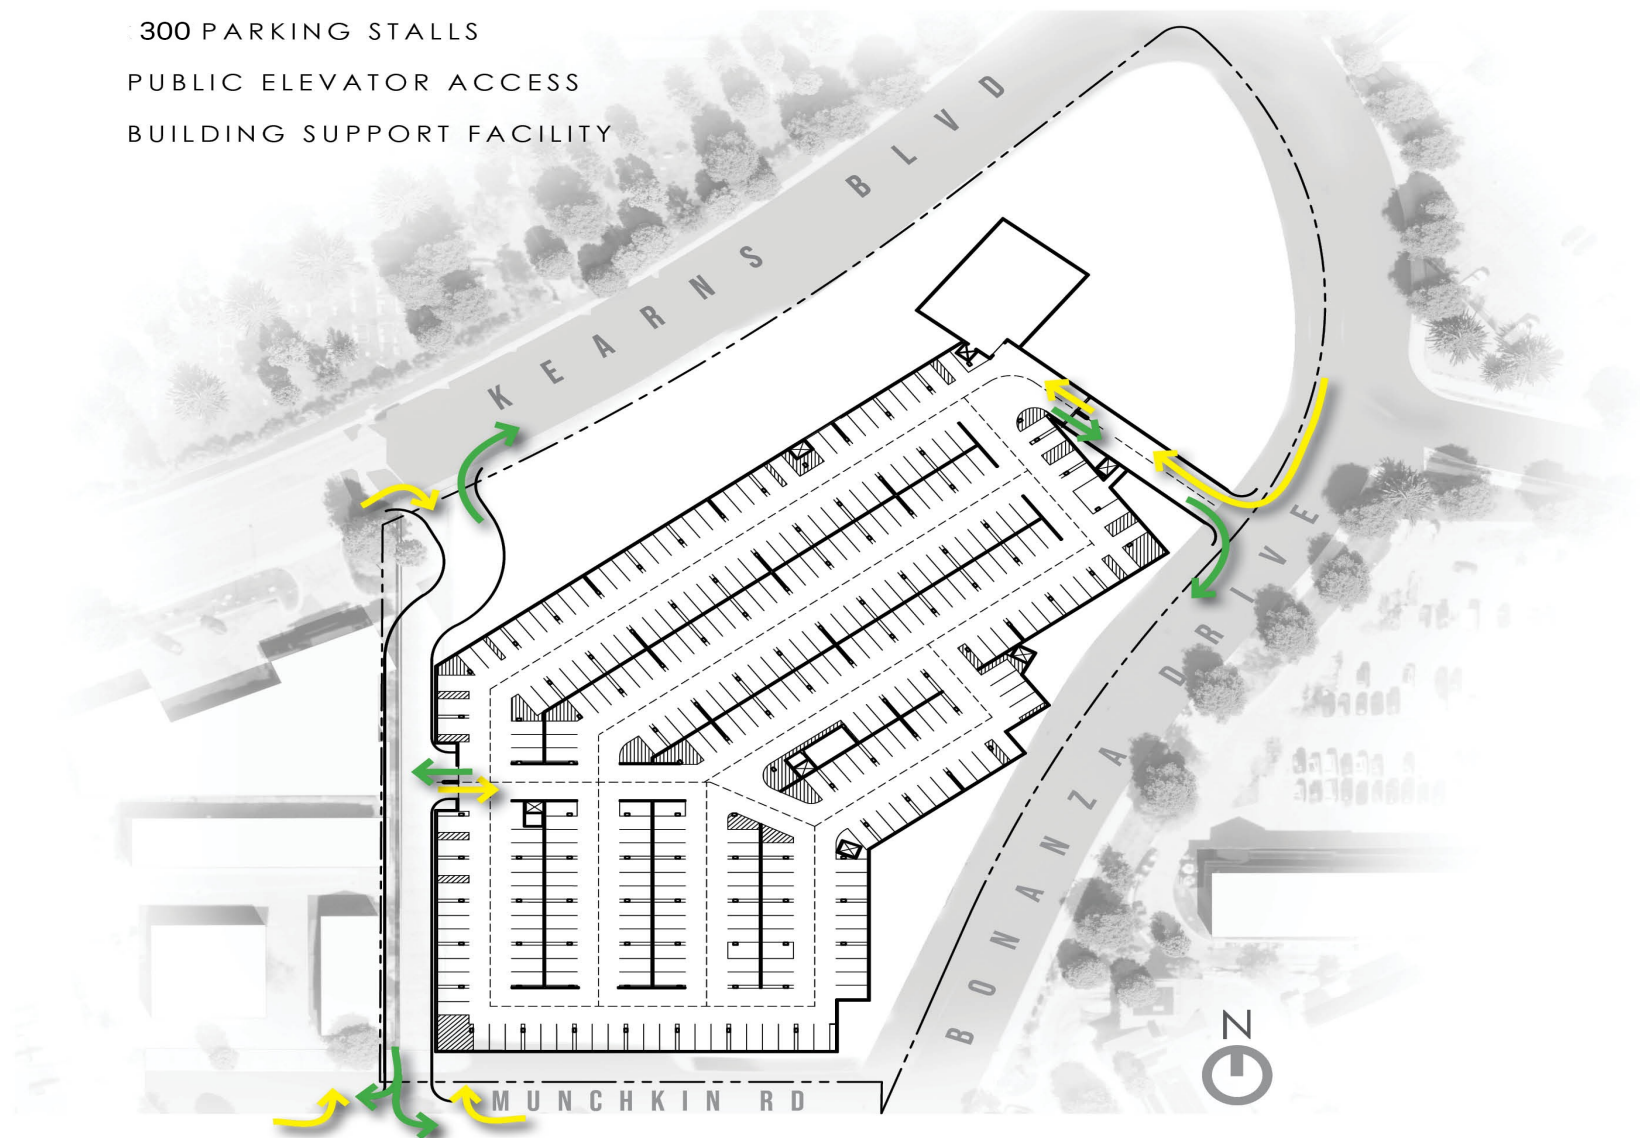 300 PARKING STALLS
PUBLIC ELEVATOR ACCESS
BUILDING SUPPORT FACILITY
KEARNS BLVD
BONANZA DRIVE
MUNCHKIN RD
N